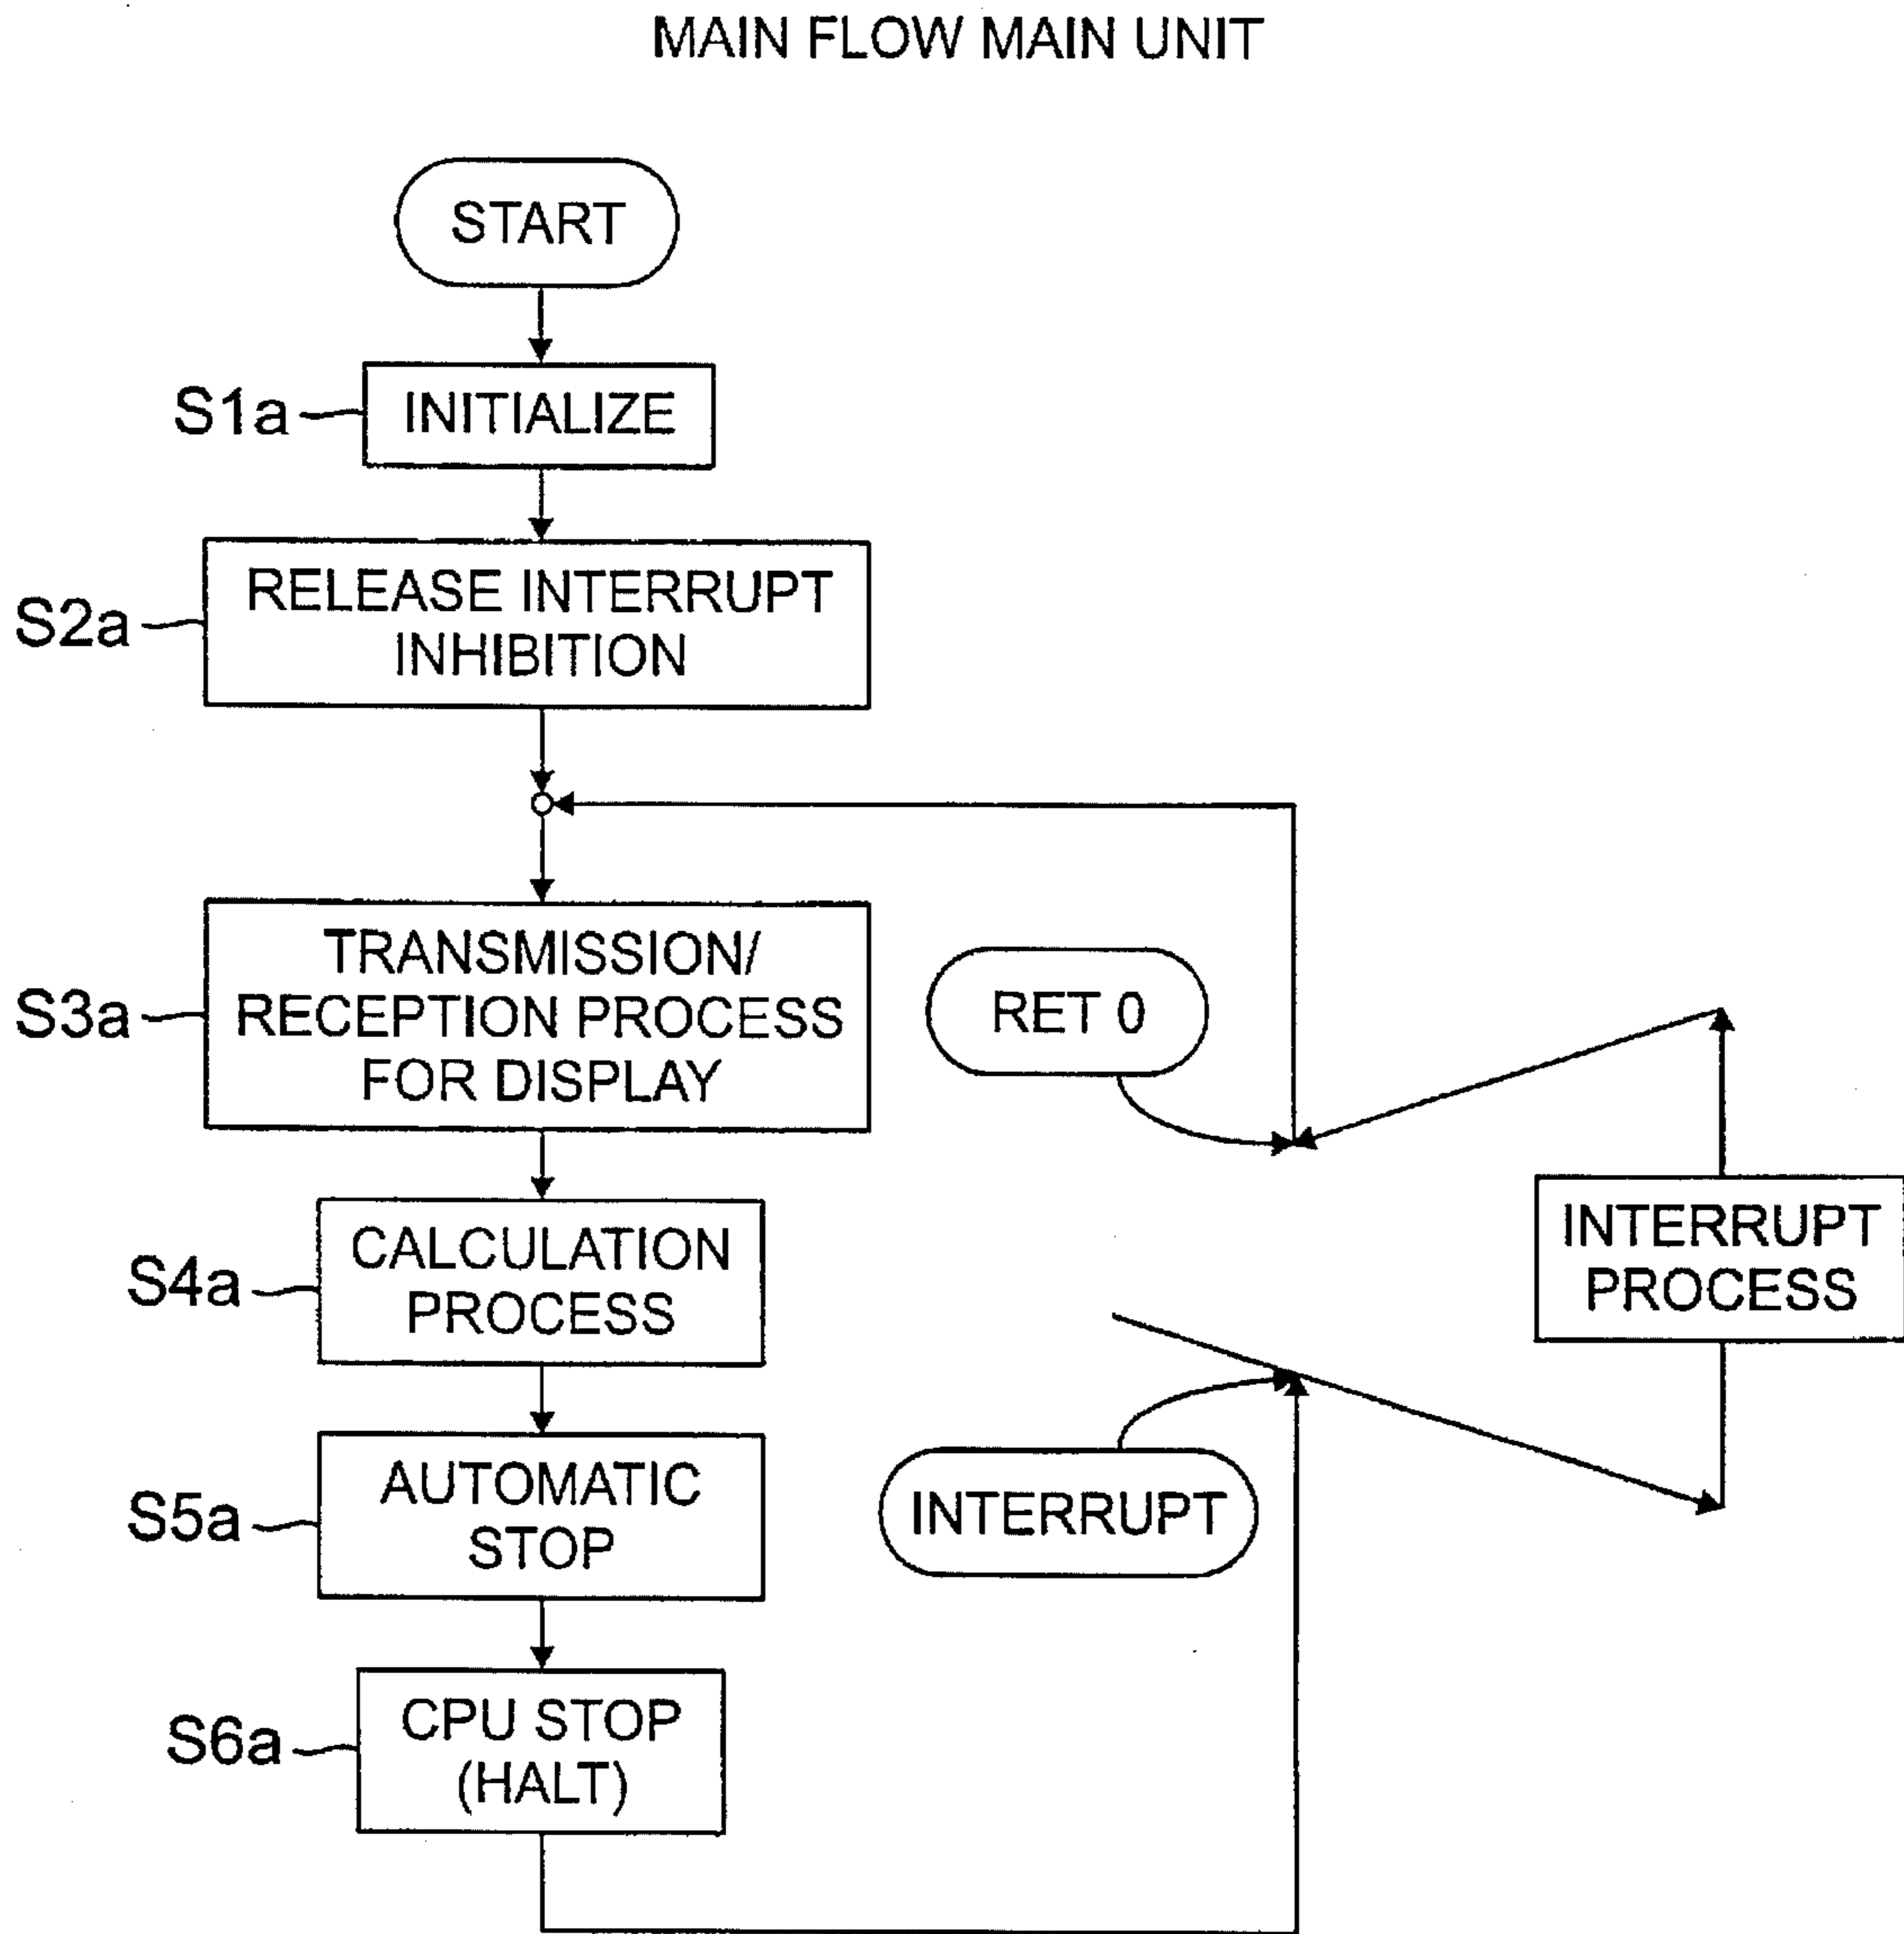 MAIN FLOW MAIN UNIT
START
S1a
INITIALIZE
S2a
RELEASE INTERRUPT
INHIBITION
S3a
TRANSMISSION/
RECEPTION PROCESS
FOR DISPLAY
RET 0
S4a
CALCULATION
PROCESS
INTERRUPT
PROCESS
S5a
AUTOMATIC
STOP
INTERRUPT
S6a
CPU STOP
(HALT)